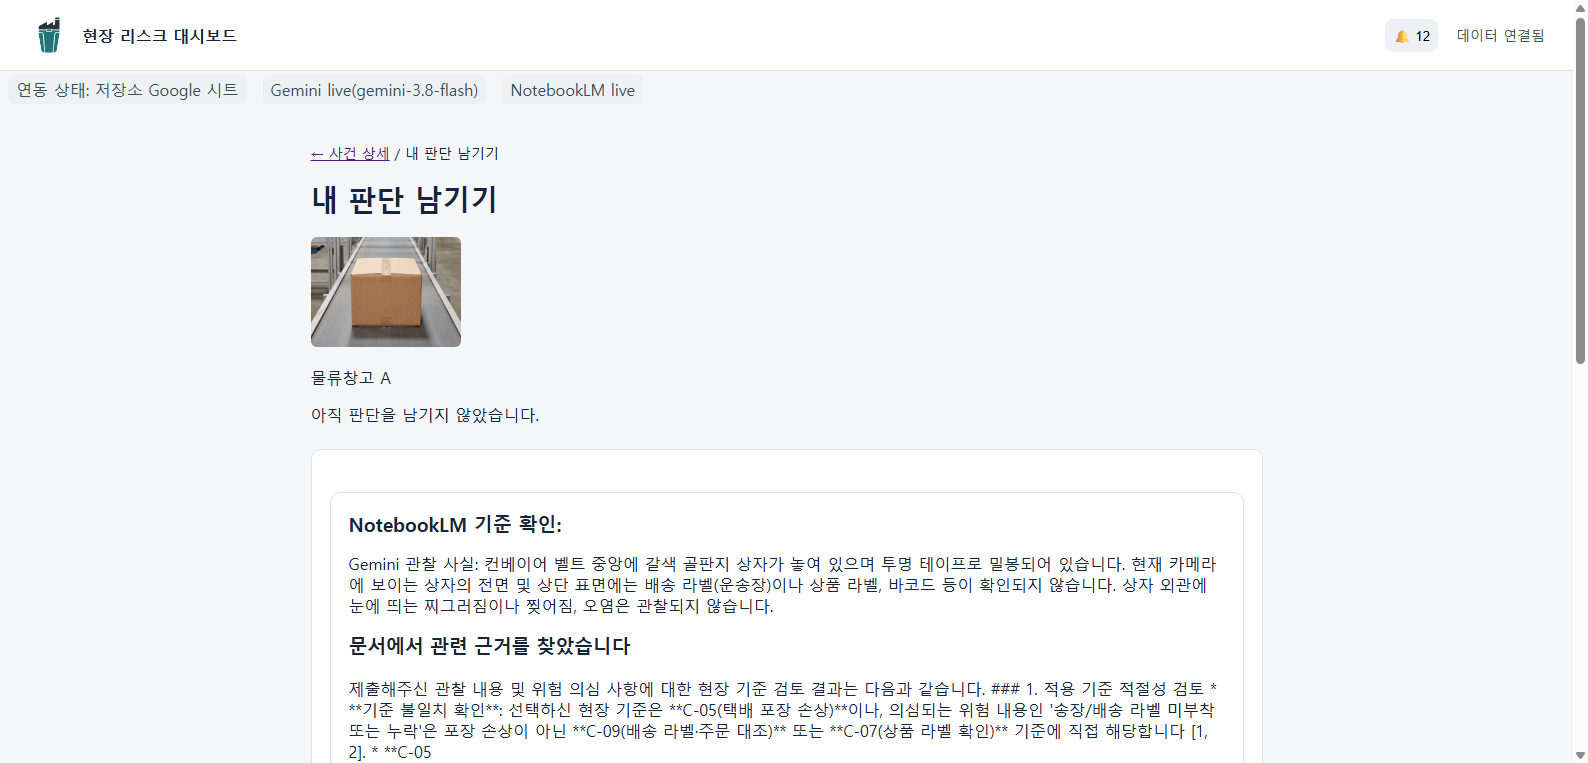 현장 리스크 대시보드
🔔 12
데이터 연결됨
연동 상태: 저장소 Google 시트
Gemini live(gemini-3.8-flash)
NotebookLM live
← 사건 상세 / 내 판단 남기기
내 판단 남기기
물류창고 A
아직 판단을 남기지 않았습니다.
NotebookLM 기준 확인:
Gemini 관찰 사실: 컨베이어 벨트 중앙에 갈색 골판지 상자가 놓여 있으며 투명 테이프로 밀봉되어 있습니다. 현재 카메라
에 보이는 상자의 전면 및 상단 표면에는 배송 라벨(운송장)이나 상품 라벨, 바코드 등이 확인되지 않습니다. 상자 외관에
눈에 띄는 찌그러짐이나 찢어짐, 오염은 관찰되지 않습니다.
문서에서 관련 근거를 찾았습니다
제출해주신 관찰 내용 및 위험 의심 사항에 대한 현장 기준 검토 결과는 다음과 같습니다. ### 1. 적용 기준 적절성 검토 *
**기준 불일치 확인**: 선택하신 현장 기준은 **C-05(택배 포장 손상)**이나, 의심되는 위험 내용인 '송장/배송 라벨 미부착
또는 누락'은 포장 손상이 아닌 **C-09(배송 라벨·주문 대조)** 또는 **C-07(상품 라벨 확인)** 기준에 직접 해당합니다 [1,
2]. * **C-05